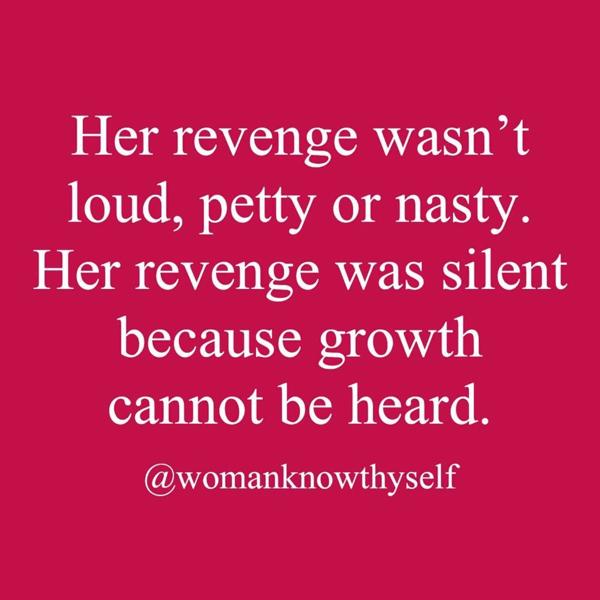 Her revenge wasn’t
loud, petty or nasty.
Her revenge was silent
because growth
cannot be heard.
@womanknowthyself